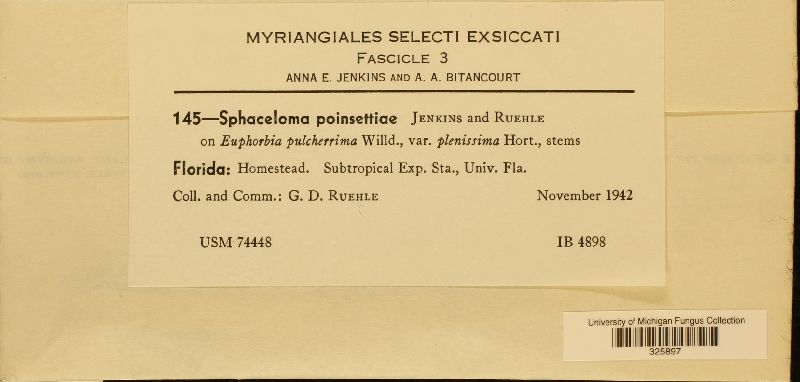 MYRIANGIALES SELECTI EXSICCATI
FASCICLE 3
ANNA E. JENKINS AND A. A. BITANCOURT
145—Sphaceloma poinsettiae JENKINS and RUEHLE
on Euphorbia pulcherrima Willd., var. plenissima Hort., stems
Florida: Homestead. Subtropical Exp. Sta., Univ. Fla.
Coll. and Comm.: G. D. RUEHLE November 1942
USM 74448 IB 4898
University of Michigan Fungus Collection
325897